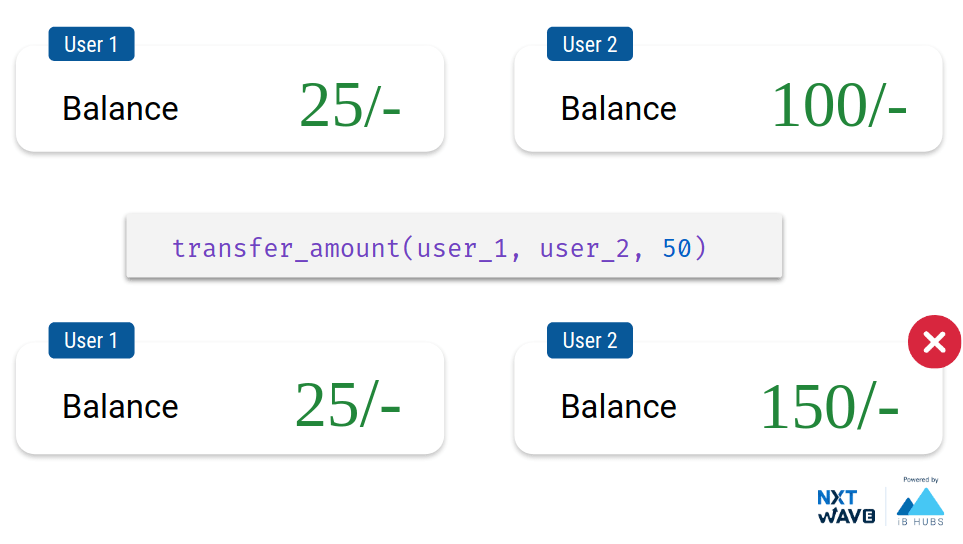 User 1
User 2
Balance 25/-
Balance 100/-
transfer_amount(user_1, user_2, 50)
User 1
User 2
Balance 25/-
Balance 150/-
NXT
WAVE
Powered by
iB HUBS